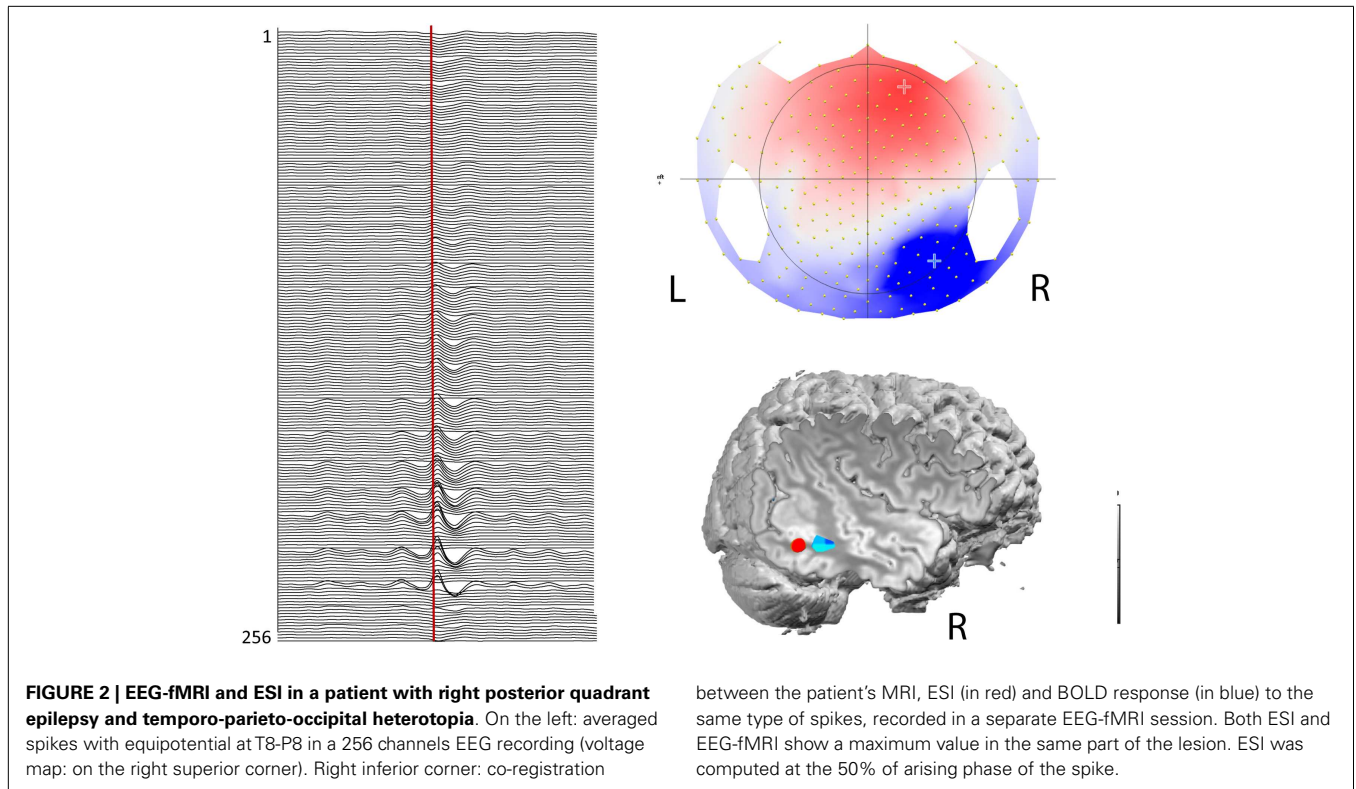 1
256
L
R
R
FIGURE 2 | EEG-fMRI and ESI in a patient with right posterior quadrant
epilepsy and temporo-parieto-occipital heterotopia. On the left: averaged
spikes with equipotential at T8-P8 in a 256 channels EEG recording (voltage
map: on the right superior corner). Right inferior corner: co-registration
between the patient's MRI, ESI (in red) and BOLD response (in blue) to the
same type of spikes, recorded in a separate EEG-fMRI session. Both ESI and
EEG-fMRI show a maximum value in the same part of the lesion. ESI was
computed at the 50% of arising phase of the spike.